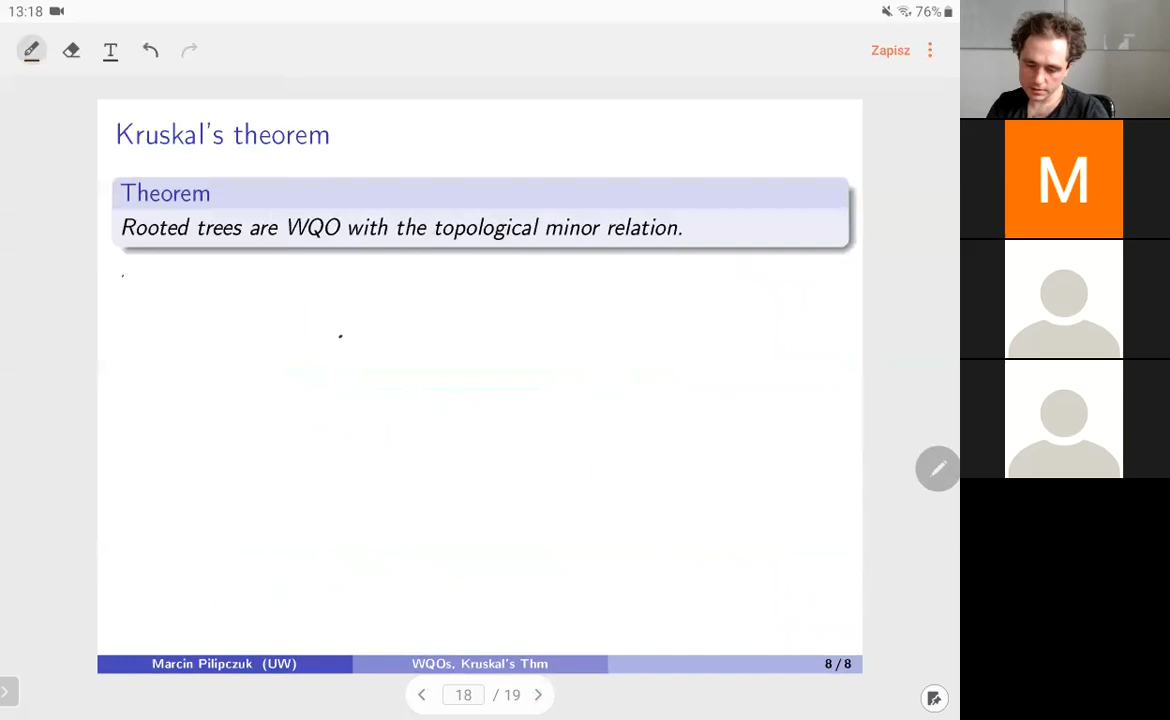 13:18
76%
Zapisz
Kruskal's theorem
Theorem
Rooted trees are WQO with the topological minor relation.
Marcin Pilipczuk (UW)
WQOs, Kruskal's Thm
8 / 8
18 / 19
T
M